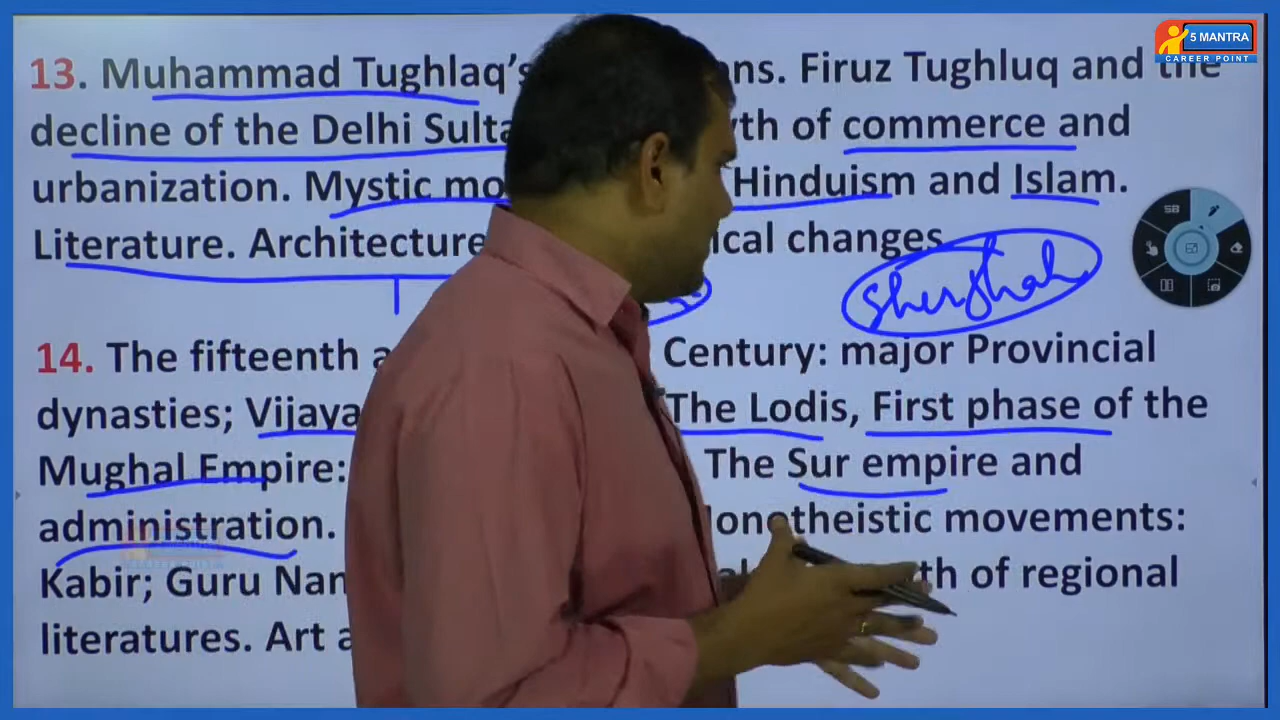 5 MANTRA
CAREER POINT
13. Muhammad Tughlaq's ans. Firuz Tughluq and the
decline of the Delhi Sulta th of commerce and
urbanization. Mystic mo Hinduism and Islam.
Literature. Architecture ical changes.
Shershah
14. The fifteenth a Century: major Provincial
dynasties; Vijaya The Lodis, First phase of the
Mughal Empire: The Sur empire and
administration. onotheistic movements:
Kabir; Guru Nan th of regional
literatures. Art a